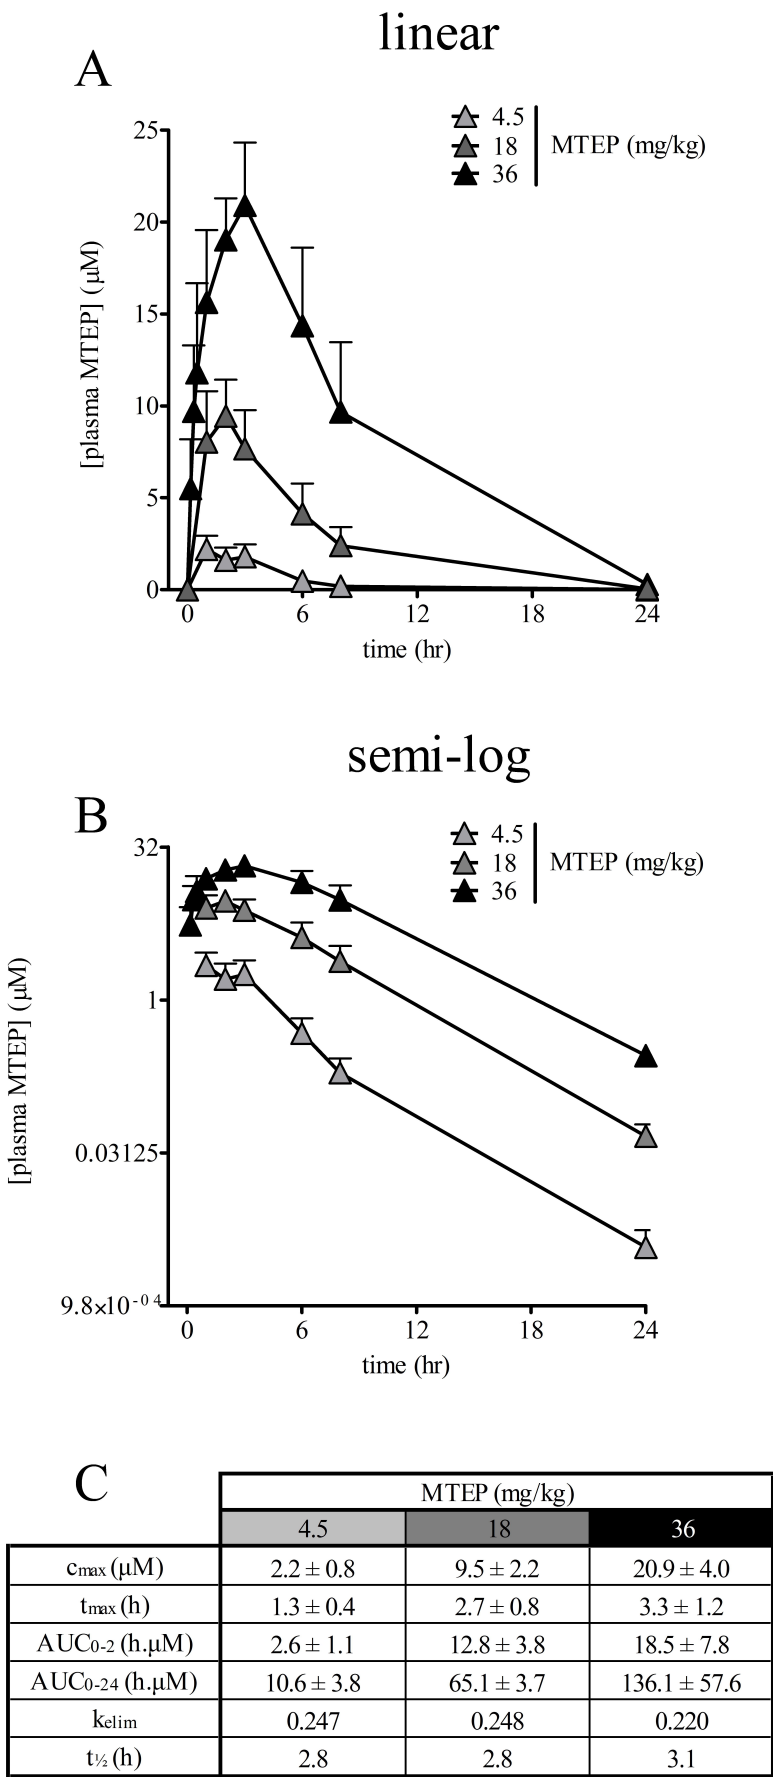 linear
A
4.5
18
36
MTEP (mg/kg)
25
20
15
10
5
0
[plasma MTEP] (μM)
0 6 12 18 24
time (hr)
semi-log
B
4.5
18
36
MTEP (mg/kg)
32
1
0.03125
9.8×10⁻⁰⁴
[plasma MTEP] (μM)
0 6 12 18 24
time (hr)
C
MTEP (mg/kg)
4.5 18 36
cmax (μM) 2.2 ± 0.8 9.5 ± 2.2 20.9 ± 4.0
tmax (h) 1.3 ± 0.4 2.7 ± 0.8 3.3 ± 1.2
AUC0-2 (h.μM) 2.6 ± 1.1 12.8 ± 3.8 18.5 ± 7.8
AUC0-24 (h.μM) 10.6 ± 3.8 65.1 ± 3.7 136.1 ± 57.6
kelim 0.247 0.248 0.220
t½ (h) 2.8 2.8 3.1